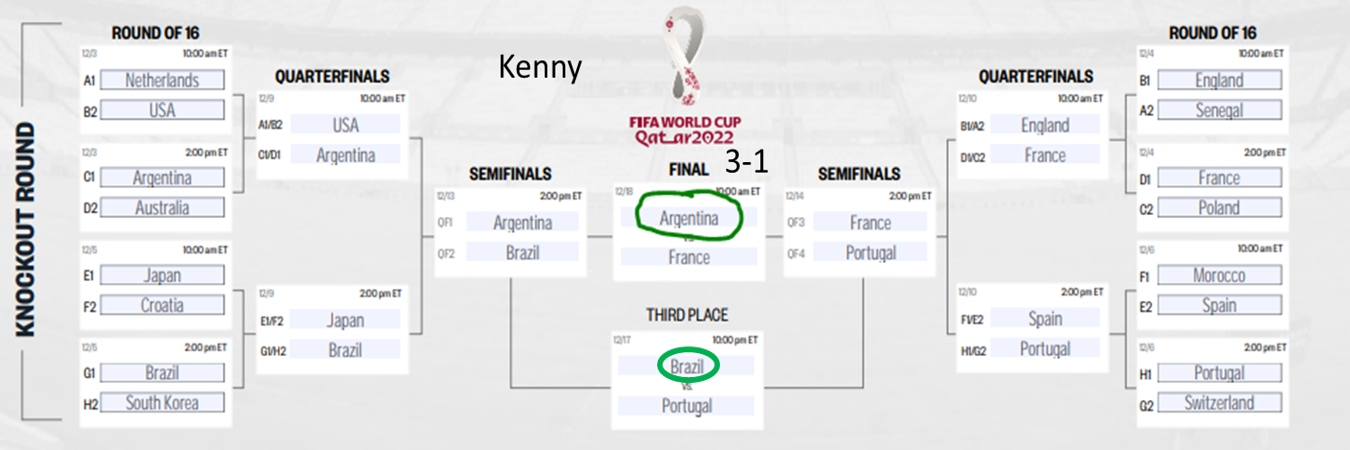 KNOCKOUT ROUND
ROUND OF 16
12/3 10:00 am ET
A1 Netherlands
B2 USA
12/3 2:00 pm ET
C1 Argentina
D2 Australia
12/5 10:00 am ET
E1 Japan
F2 Croatia
12/5 2:00 pm ET
G1 Brazil
H2 South Korea
QUARTERFINALS
12/9 10:00 am ET
A1/B2 USA
C1/D1 Argentina
12/9 2:00 pm ET
E1/F2 Japan
G1/H2 Brazil
SEMIFINALS
12/13 2:00 pm ET
QF1 Argentina
QF2 Brazil
Kenny
FIFA WORLD CUP
Qatar2022
FINAL 3-1
12/18 10:00 am ET
Argentina
vs.
France
THIRD PLACE
12/17 10:00 pm ET
Brazil
vs.
Portugal
SEMIFINALS
12/14 2:00 pm ET
QF3 France
QF4 Portugal
QUARTERFINALS
12/10 10:00 am ET
B1/A2 England
D1/C2 France
12/10 2:00 pm ET
F1/E2 Spain
H1/G2 Portugal
ROUND OF 16
12/4 10:00 am ET
B1 England
A2 Senegal
12/4 2:00 pm ET
D1 France
C2 Poland
12/6 10:00 am ET
F1 Morocco
E2 Spain
12/6 2:00 pm ET
H1 Portugal
G2 Switzerland